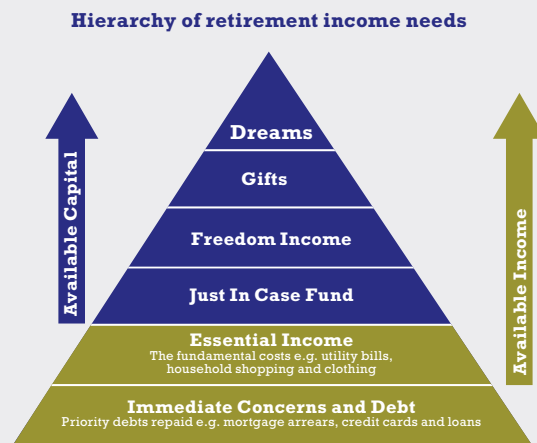 Hierarchy of retirement income needs
Dreams
Gifts
Freedom Income
Just In Case Fund
Essential Income
The fundamental costs e.g. utility bills,
household shopping and clothing
Immediate Concerns and Debt
Priority debts repaid e.g. mortgage arrears, credit cards and loans
Available Capital
Available Income